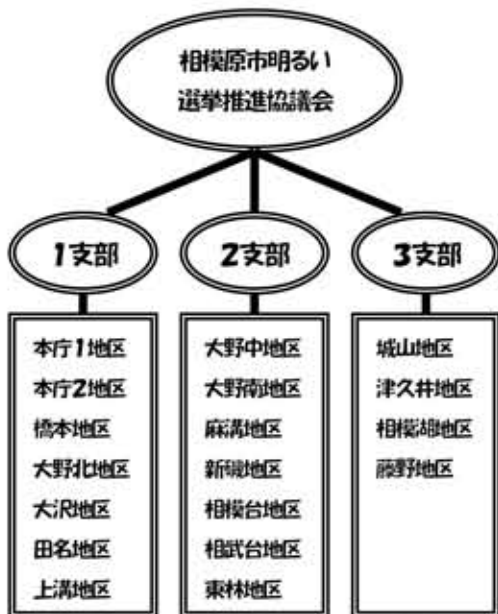 相模原市明るい
選挙推進協議会
1支部
本庁1地区
本庁2地区
橋本地区
大野北地区
大沢地区
田名地区
上溝地区
2支部
大野中地区
大野南地区
麻溝地区
新磯地区
相模台地区
相武台地区
東林地区
3支部
城山地区
津久井地区
相模湖地区
藤野地区